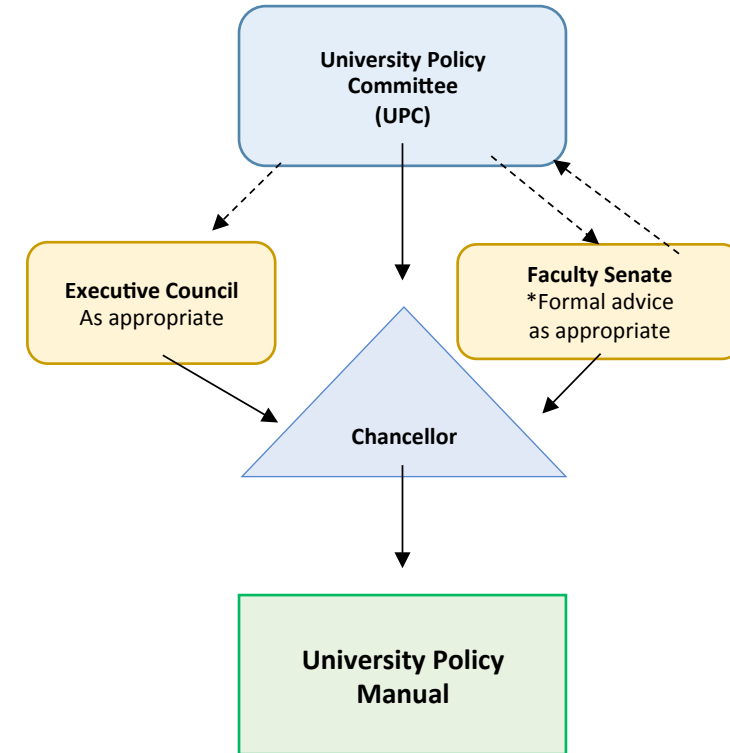 University Policy
Committee
(UPC)
Executive Council
As appropriate
Faculty Senate
*Formal advice
as appropriate
Chancellor
University Policy
Manual